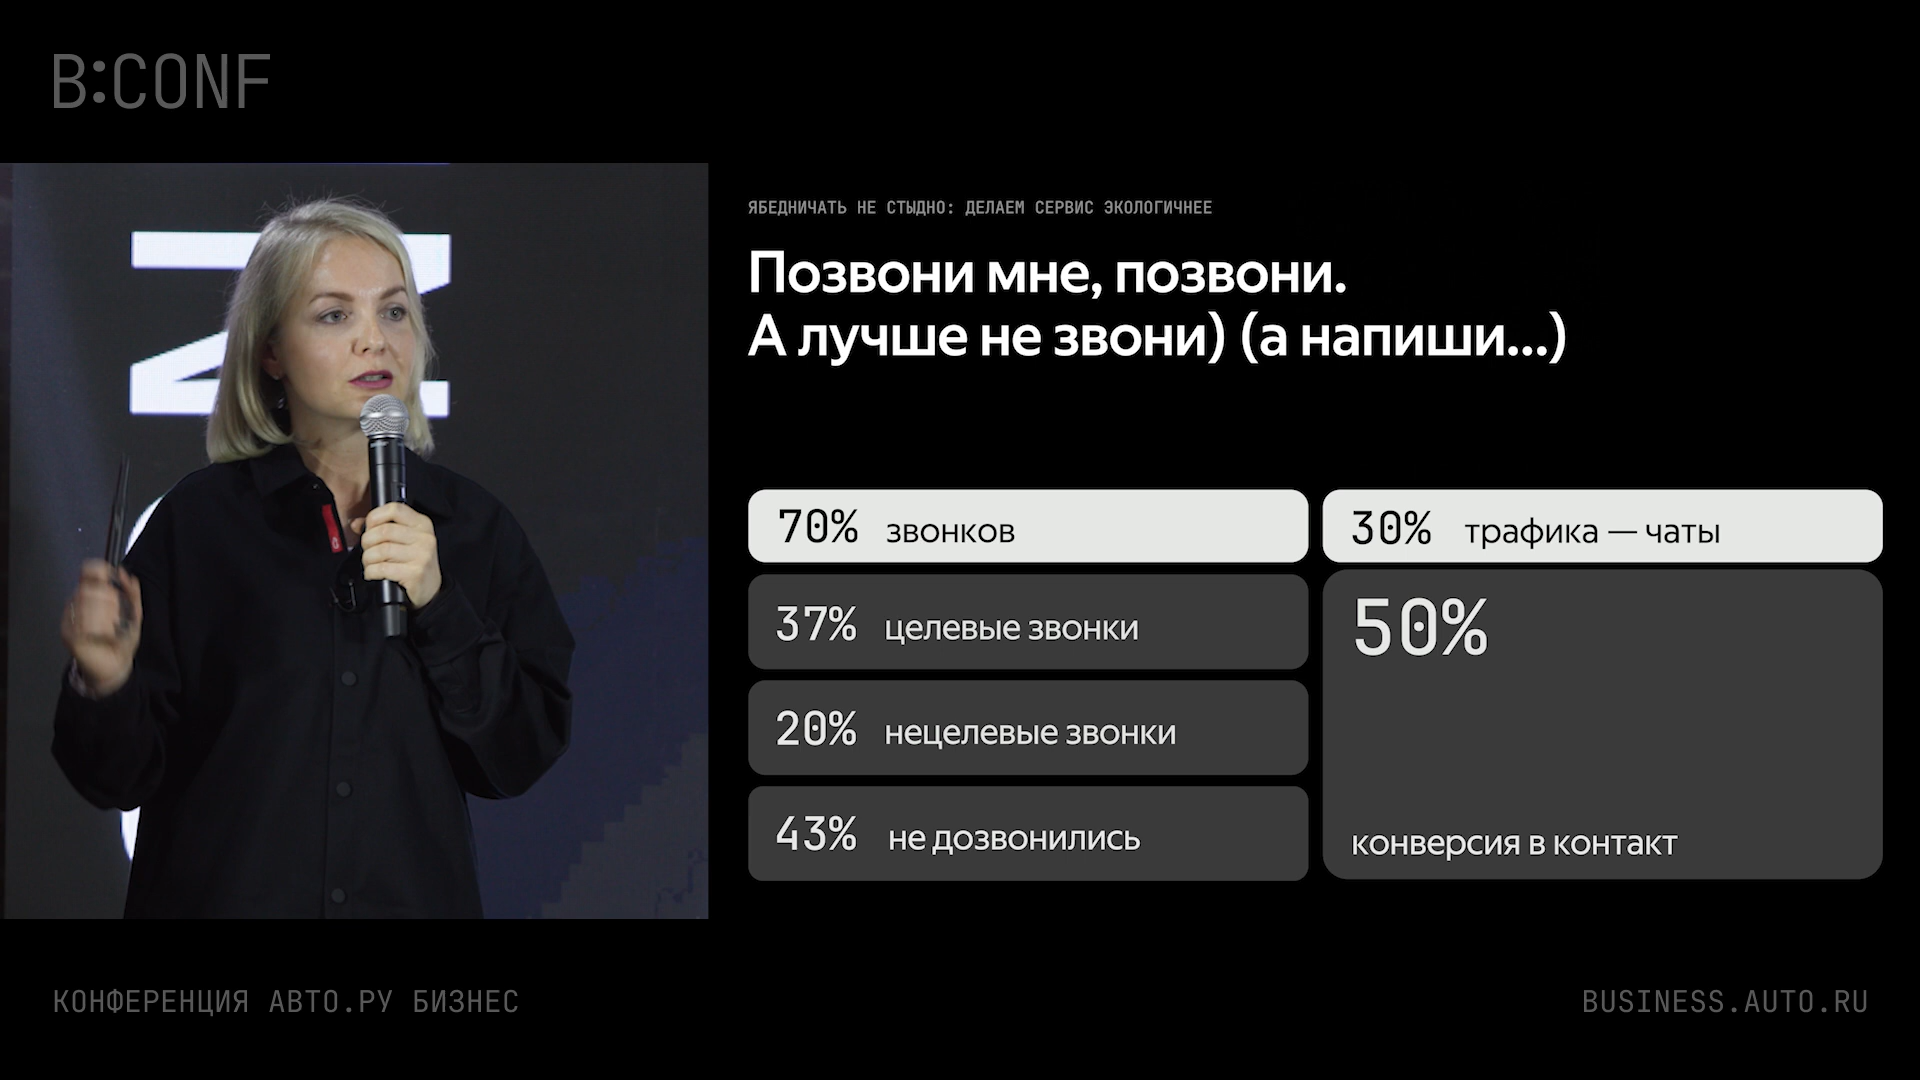 B:CONF
ЯБЕДНИЧАТЬ НЕ СТЫДНО: ДЕЛАЕМ СЕРВИС ЭКОЛОГИЧНЕЕ
Позвони мне, позвони.
А лучше не звони) (а напиши...)
70% звонков
30% трафика — чаты
37% целевые звонки
50%
20% нецелевые звонки
43% не дозвонились
конверсия в контакт
КОНФЕРЕНЦИЯ АВТО.РУ БИЗНЕС
BUSINESS.AUTO.RU